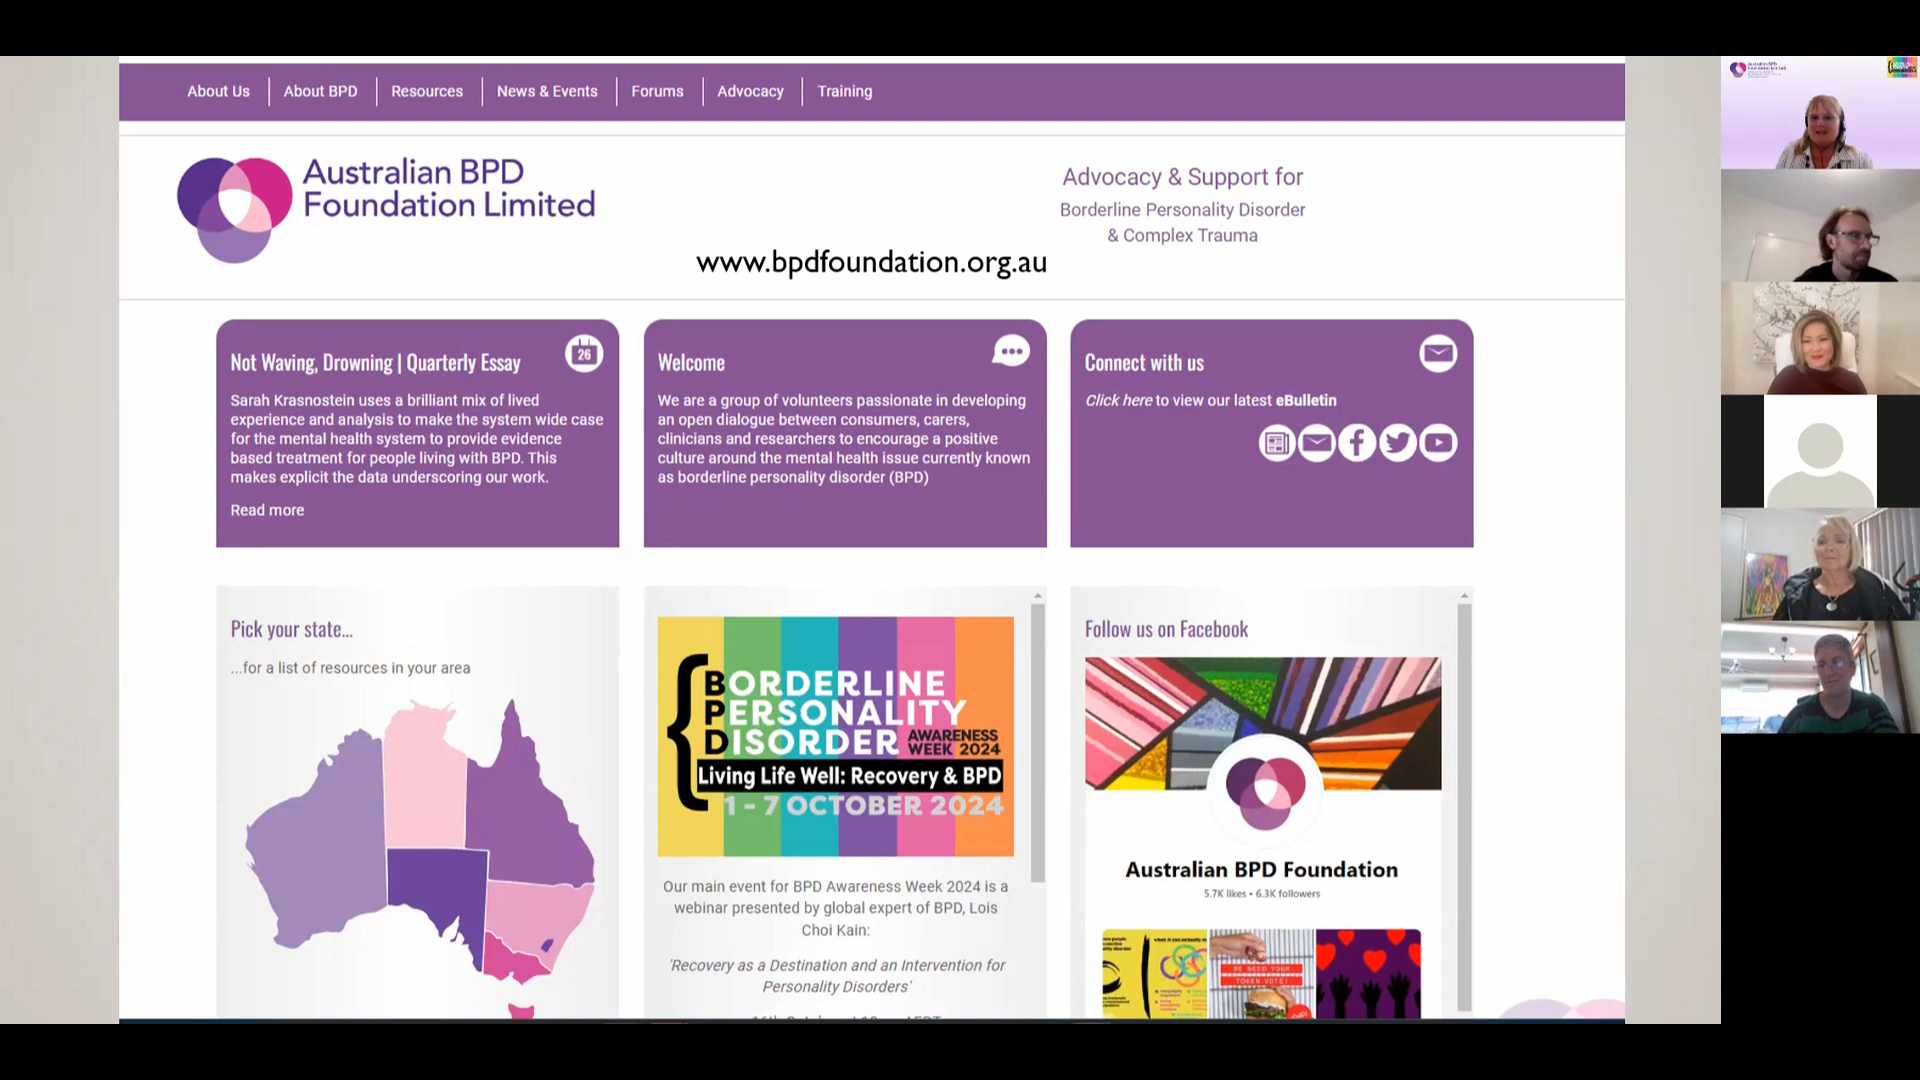 About Us
About BPD
Resources
News & Events
Forums
Advocacy
Training
Australian BPD
Foundation Limited
Advocacy & Support for
Borderline Personality Disorder
& Complex Trauma
www.bpdfoundation.org.au
Not Waving, Drowning | Quarterly Essay
26
Sarah Krasnostein uses a brilliant mix of lived
experience and analysis to make the system wide case
for the mental health system to provide evidence
based treatment for people living with BPD. This
makes explicit the data underscoring our work.
Read more
Welcome
We are a group of volunteers passionate in developing
an open dialogue between consumers, carers,
clinicians and researchers to encourage a positive
culture around the mental health issue currently known
as borderline personality disorder (BPD)
Connect with us
Click here to view our latest eBulletin
Pick your state...
...for a list of resources in your area
BORDERLINE
PERSONALITY
DISORDER AWARENESS
WEEK 2024
Living Life Well: Recovery & BPD
1 - 7 OCTOBER 2024
Our main event for BPD Awareness Week 2024 is a
webinar presented by global expert of BPD, Lois
Choi Kain:
'Recovery as a Destination and an Intervention for
Personality Disorders'
Follow us on Facebook
Australian BPD Foundation
5.7K likes • 6.3K followers
WE NEED YOUR
TOKEN VOTE!